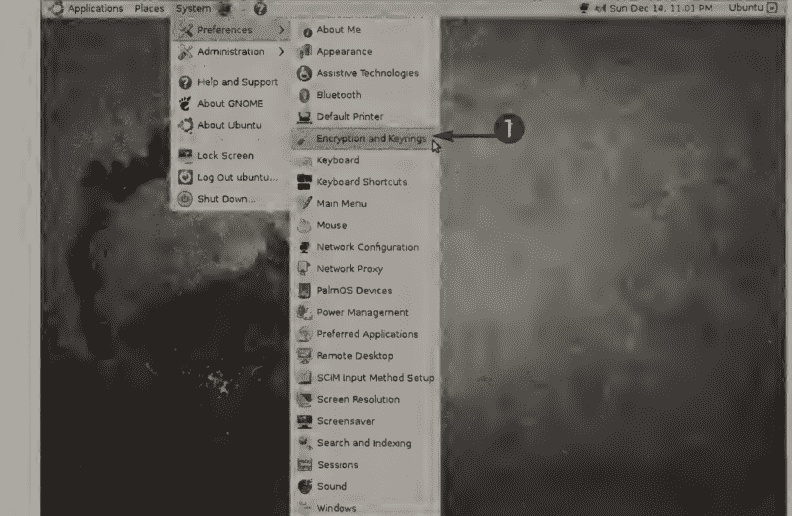 Applications Places System
Sun Dec 14, 11:01 PM Ubuntu
Preferences
Administration
Help and Support
About GNOME
About Ubuntu
Lock Screen
Log Out ubuntu...
Shut Down...
About Me
Appearance
Assistive Technologies
Bluetooth
Default Printer
Encryption and Keyrings
1
Keyboard
Keyboard Shortcuts
Main Menu
Mouse
Network Configuration
Network Proxy
PalmOS Devices
Power Management
Preferred Applications
Remote Desktop
SCIM Input Method Setup
Screen Resolution
Screensaver
Search and Indexing
Sessions
Sound
Windows